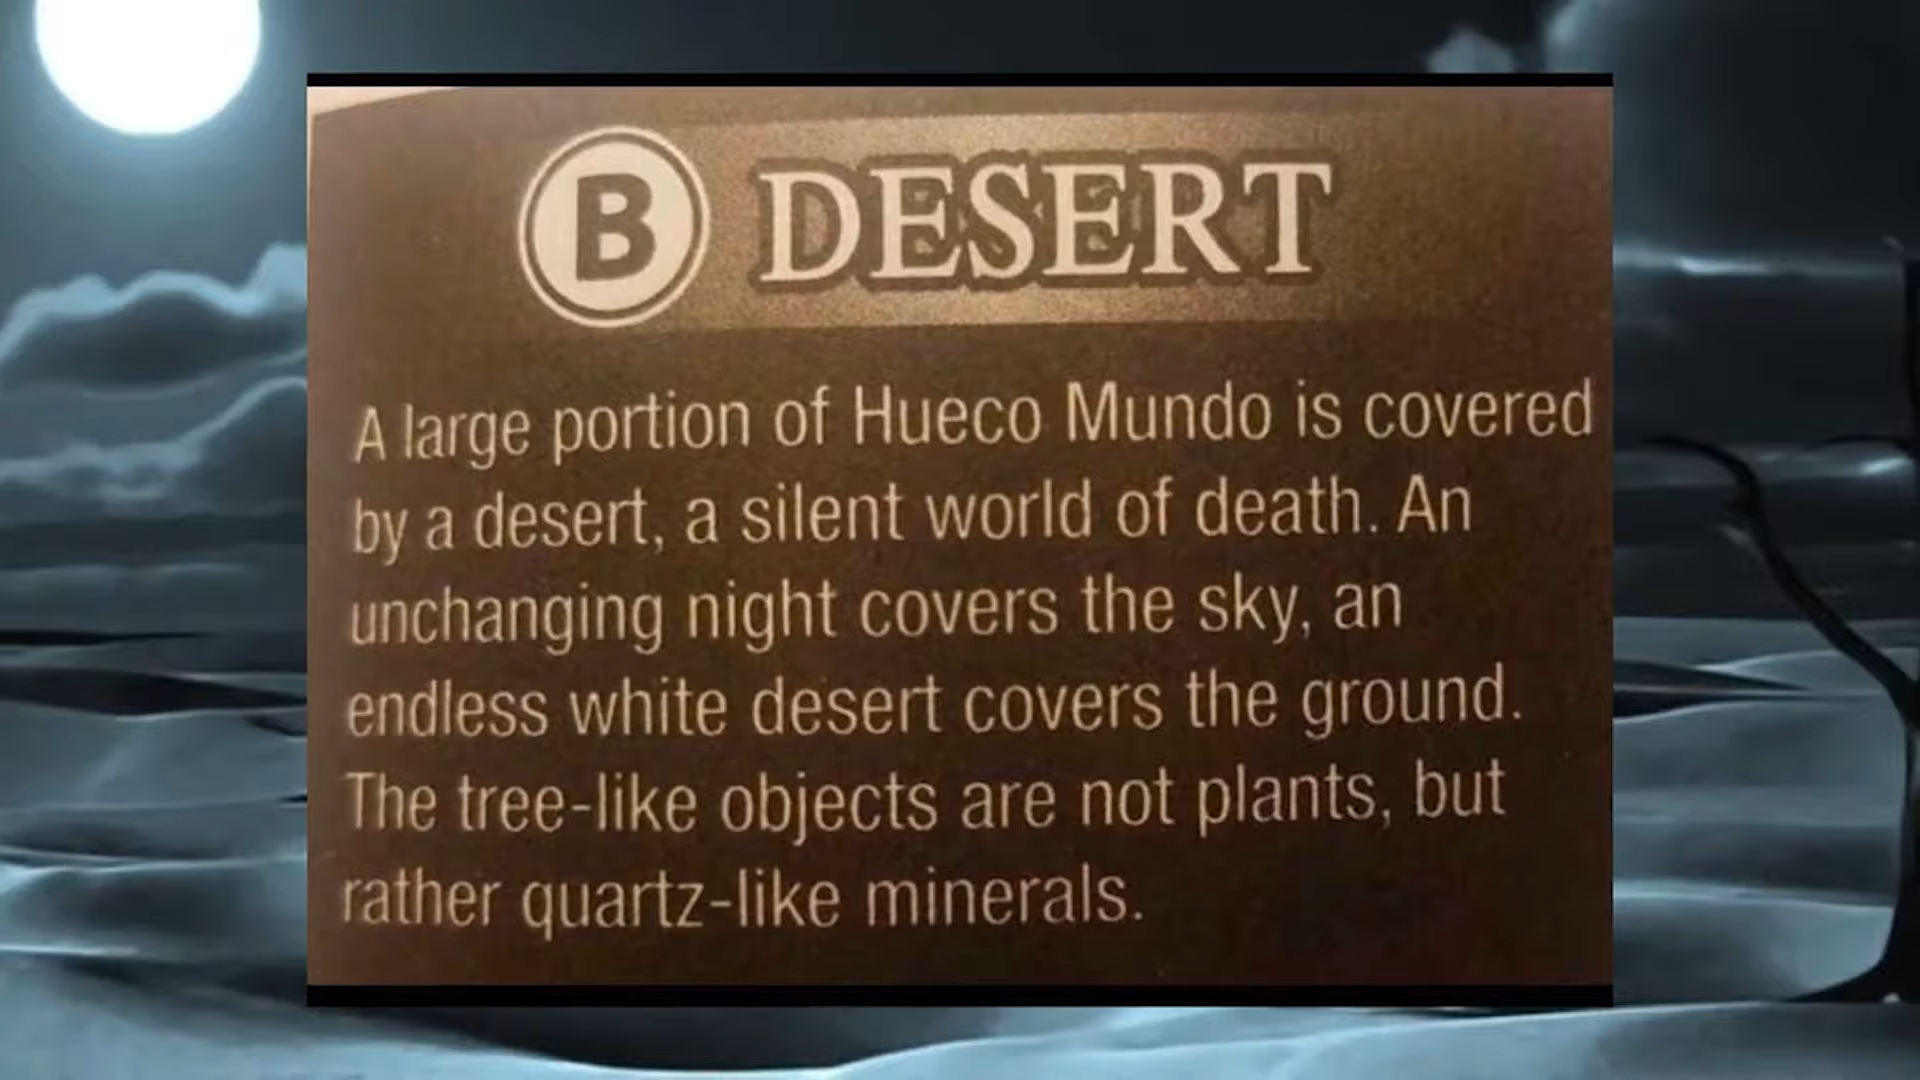 B DESERT
A large portion of Hueco Mundo is covered
by a desert, a silent world of death. An
unchanging night covers the sky, an
endless white desert covers the ground.
The tree-like objects are not plants, but
rather quartz-like minerals.